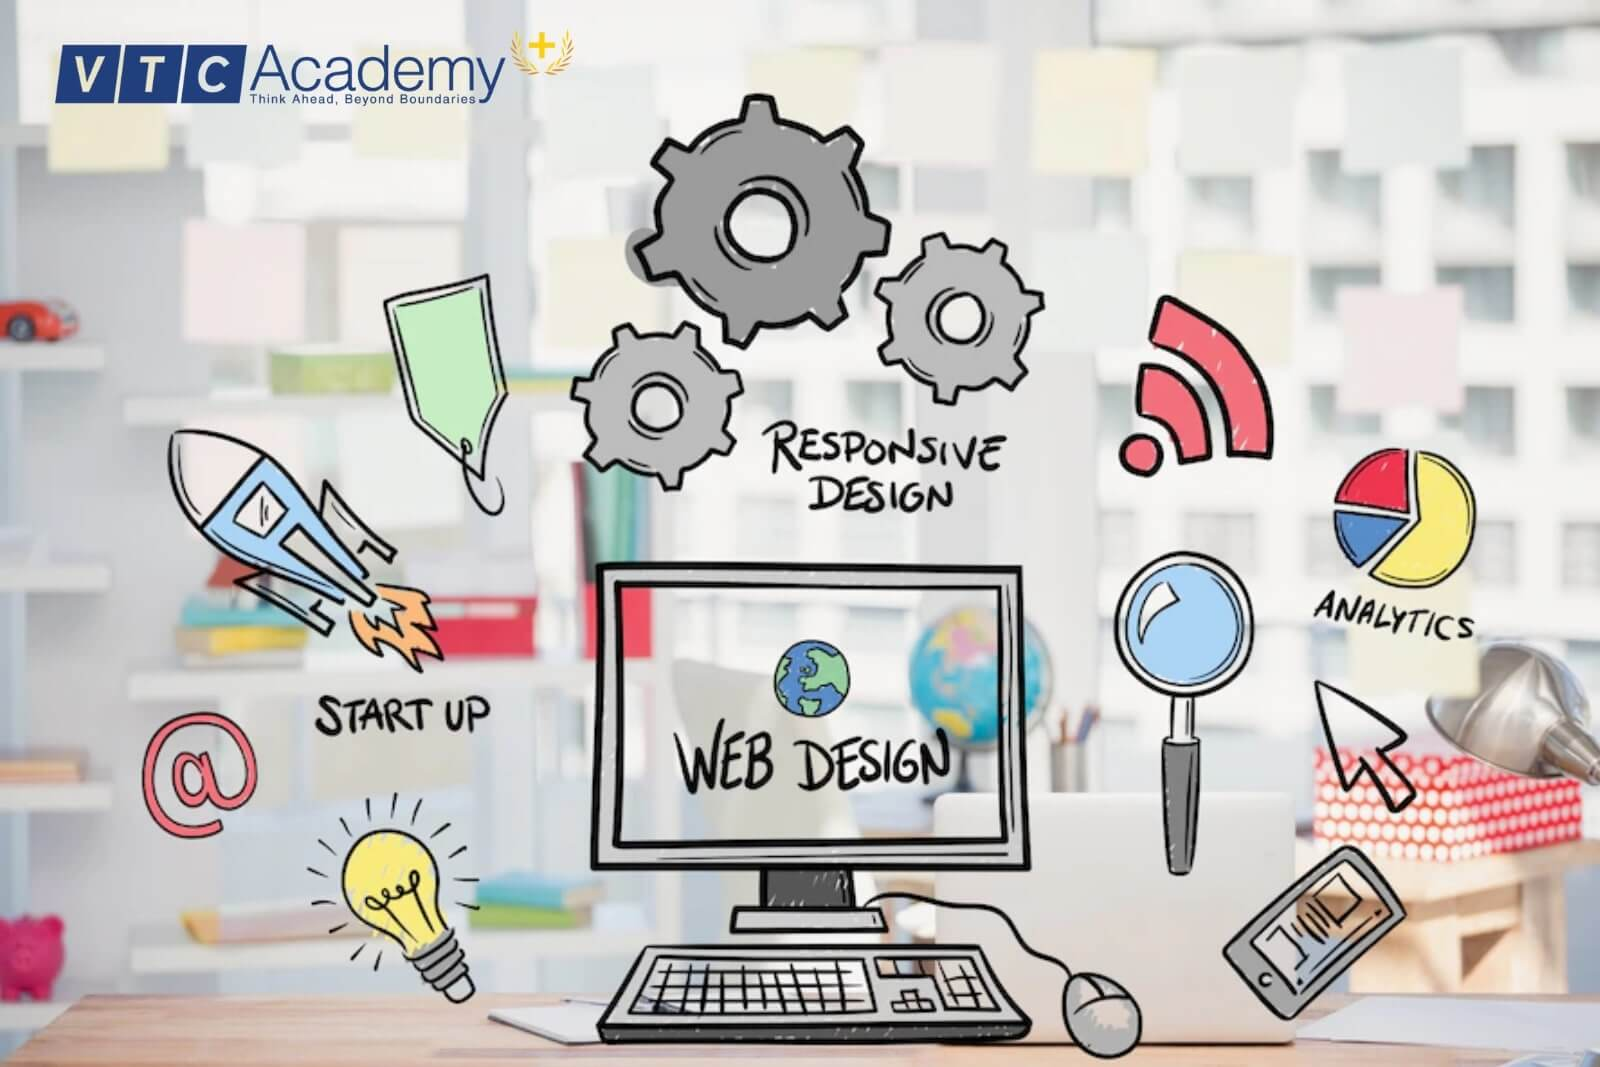 VTC Academy+
Think Ahead, Beyond Boundaries
RESPONSIVE
DESIGN
ANALYTICS
START UP
@
WEB DESIGN